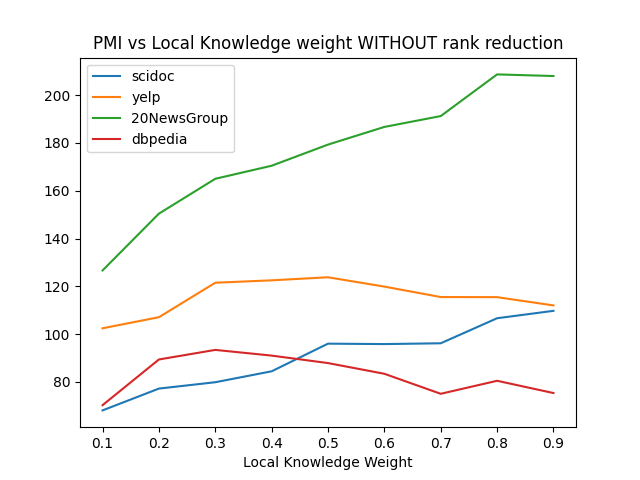 PMI vs Local Knowledge weight WITHOUT rank reduction
scidoc
yelp
20NewsGroup
dbpedia
200
180
160
140
120
100
80
0.1 0.2 0.3 0.4 0.5 0.6 0.7 0.8 0.9
Local Knowledge Weight